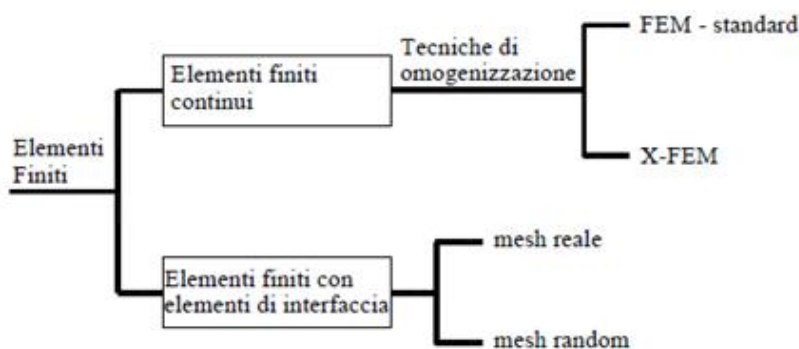 FEM - standard
Tecniche di
omogenizzazione
Elementi finiti
continui
X-FEM
Elementi
Finiti
mesh reale
Elementi finiti con
elementi di interfaccia
mesh random